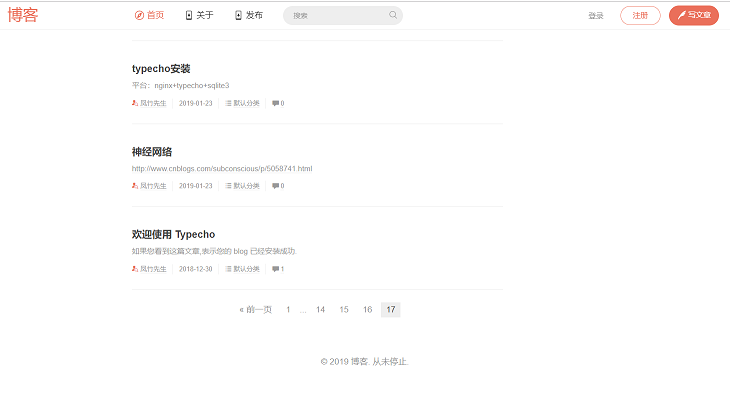 博客 首页 关于 发布 搜索 登录 注册 写文章
typecho安装
平台：nginx+typecho+sqlite3
凤竹先生 2019-01-23 默认分类 0
神经网络
http://www.cnblogs.com/subconscious/p/5058741.html
凤竹先生 2019-01-23 默认分类 0
欢迎使用 Typecho
如果您看到这篇文章,表示您的 blog 已经安装成功.
凤竹先生 2018-12-30 默认分类 1
« 前一页 1 ... 14 15 16 17
© 2019 博客. 从未停止.